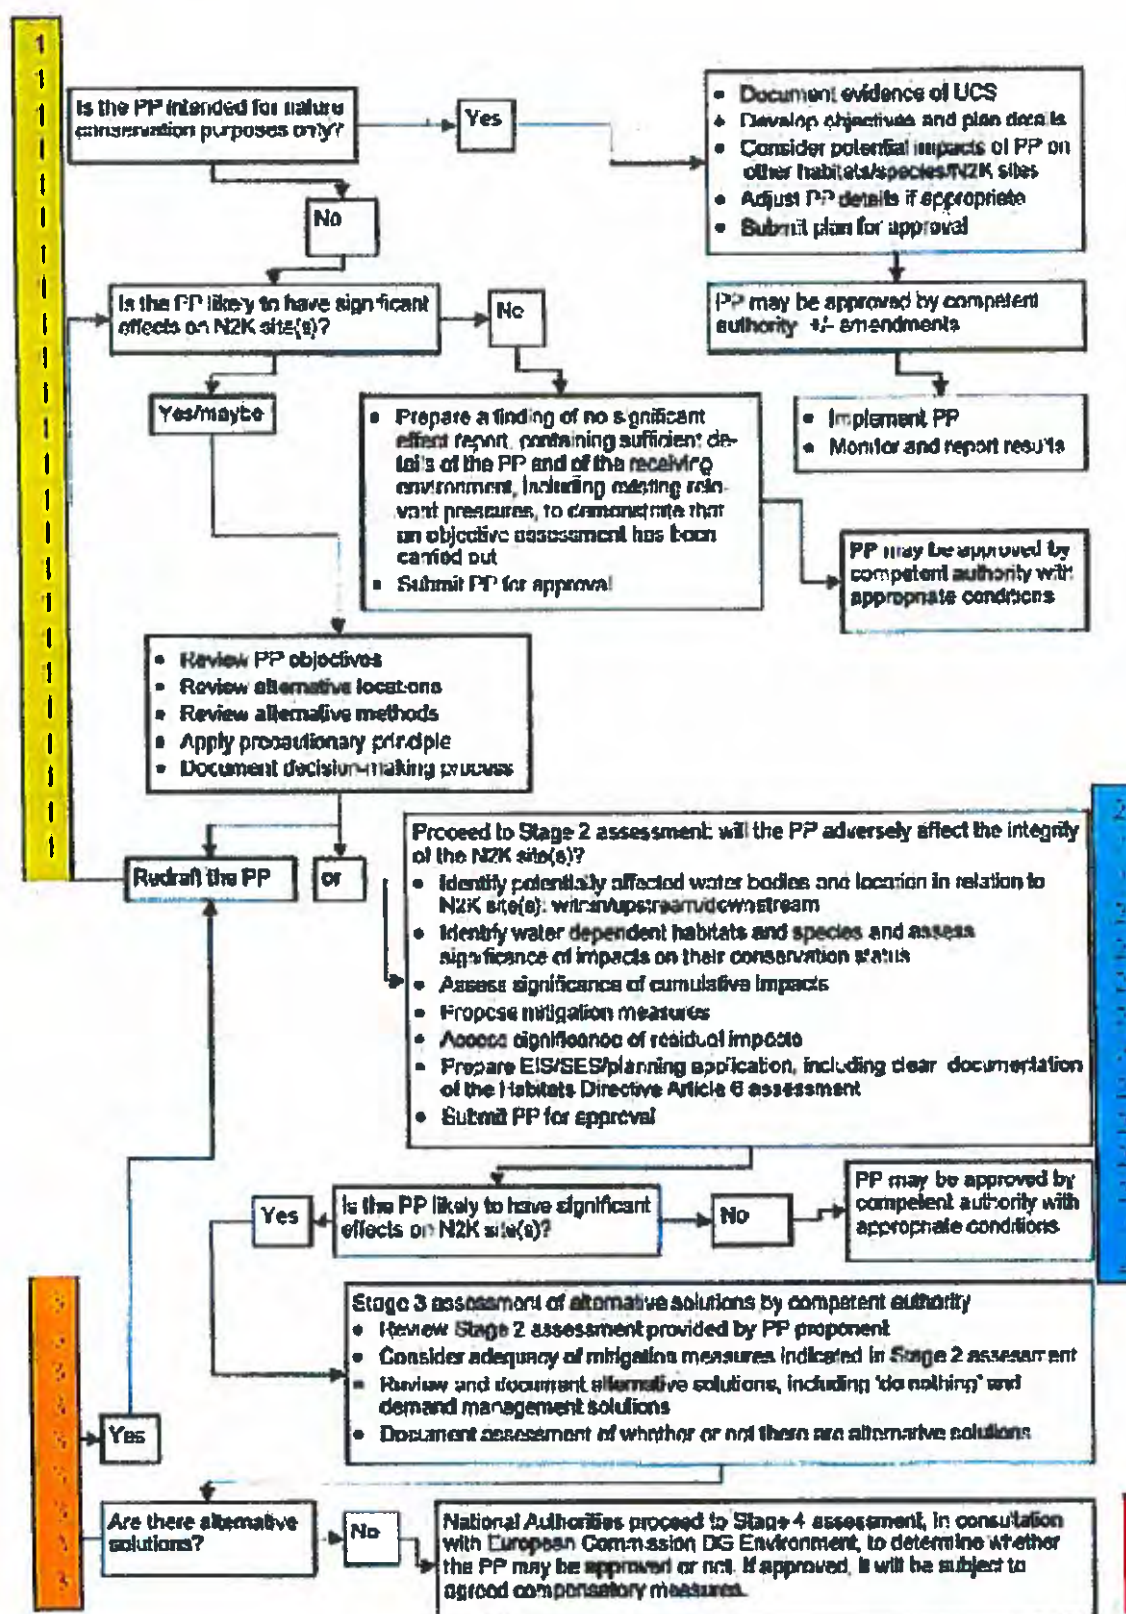 Is the PP intended for nature
conservation purposes only?
Yes
• Document evidence of UCS
• Develop objectives and plan details
• Consider potential impacts of PP on
other habitats/species/N2K sites
• Adjust PP details if appropriate
• Submit plan for approval
No
Is the PP likely to have significant
effects on N2K site(s)?
No
PP may be approved by competent
authority +/- amendments
Yes/maybe
• Prepare a finding of no significant
effect report, containing sufficient de-
tails of the PP and of the receiving
environment, including existing rele-
vant pressures, to demonstrate that
an objective assessment has been
carried out
• Submit PP for approval
• Implement PP
• Monitor and report results
PP may be approved by
competent authority with
appropriate conditions
• Review PP objectives
• Review alternative locations
• Review alternative methods
• Apply precautionary principle
• Document decision-making process
Redraft the PP
or
Proceed to Stage 2 assessment: will the PP adversely affect the integrity
of the N2K site(s)?
• Identify potentially affected water bodies and location in relation to
N2K site(s): within/upstream/downstream
• Identify water dependent habitats and species and assess
significance of impacts on their conservation status
• Assess significance of cumulative impacts
• Propose mitigation measures
• Assess significance of residual impacts
• Prepare EIS/SES/planning application, including clear documentation
of the Habitats Directive Article 6 assessment
• Submit PP for approval
Yes
Is the PP likely to have significant
effects on N2K site(s)?
No
PP may be approved by
competent authority with
appropriate conditions
Stage 3 assessment of alternative solutions by competent authority
• Review Stage 2 assessment provided by PP proponent
• Consider adequacy of mitigation measures indicated in Stage 2 assessment
• Review and document alternative solutions, including 'do nothing' and
demand management solutions
• Document assessment of whether or not there are alternative solutions
Yes
Are there alternative
solutions?
No
National Authorities proceed to Stage 4 assessment, in consultation
with European Commission DG Environment, to determine whether
the PP may be approved or not. If approved, it will be subject to
agreed compensatory measures.